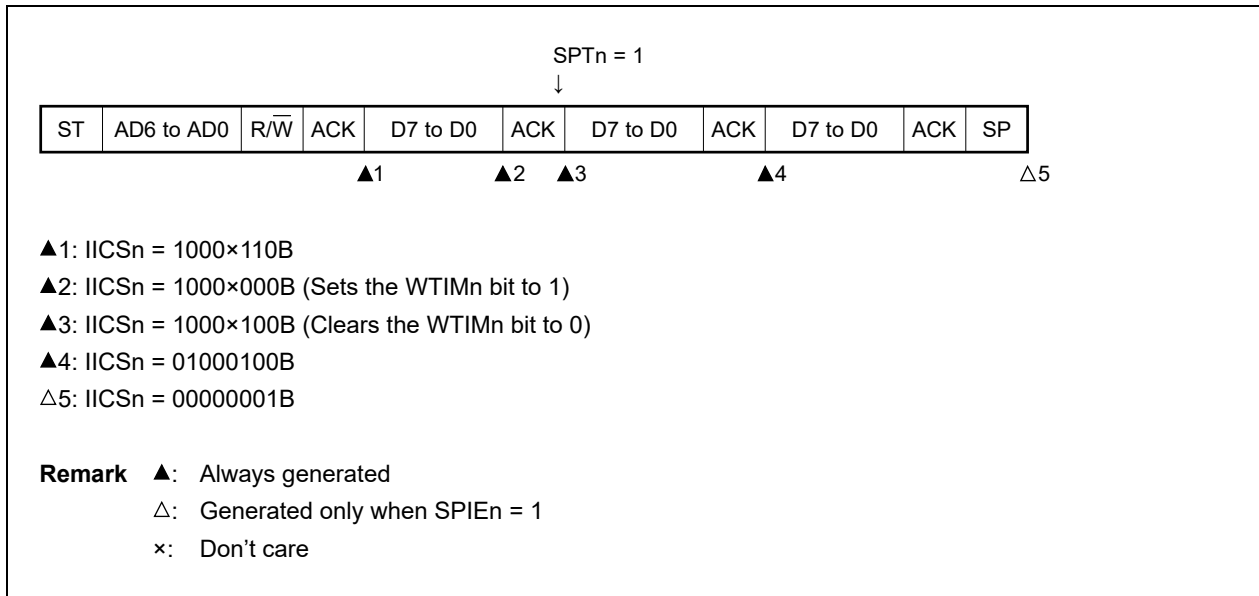 SPTn = 1
↓
ST AD6 to AD0 R/W̅ ACK D7 to D0 ACK D7 to D0 ACK D7 to D0 ACK SP
▲1 ▲2 ▲3 ▲4 △5
▲1: IICSn = 1000×110B
▲2: IICSn = 1000×000B (Sets the WTIMn bit to 1)
▲3: IICSn = 1000×100B (Clears the WTIMn bit to 0)
▲4: IICSn = 01000100B
△5: IICSn = 00000001B
Remark ▲: Always generated
△: Generated only when SPIEn = 1
×: Don’t care